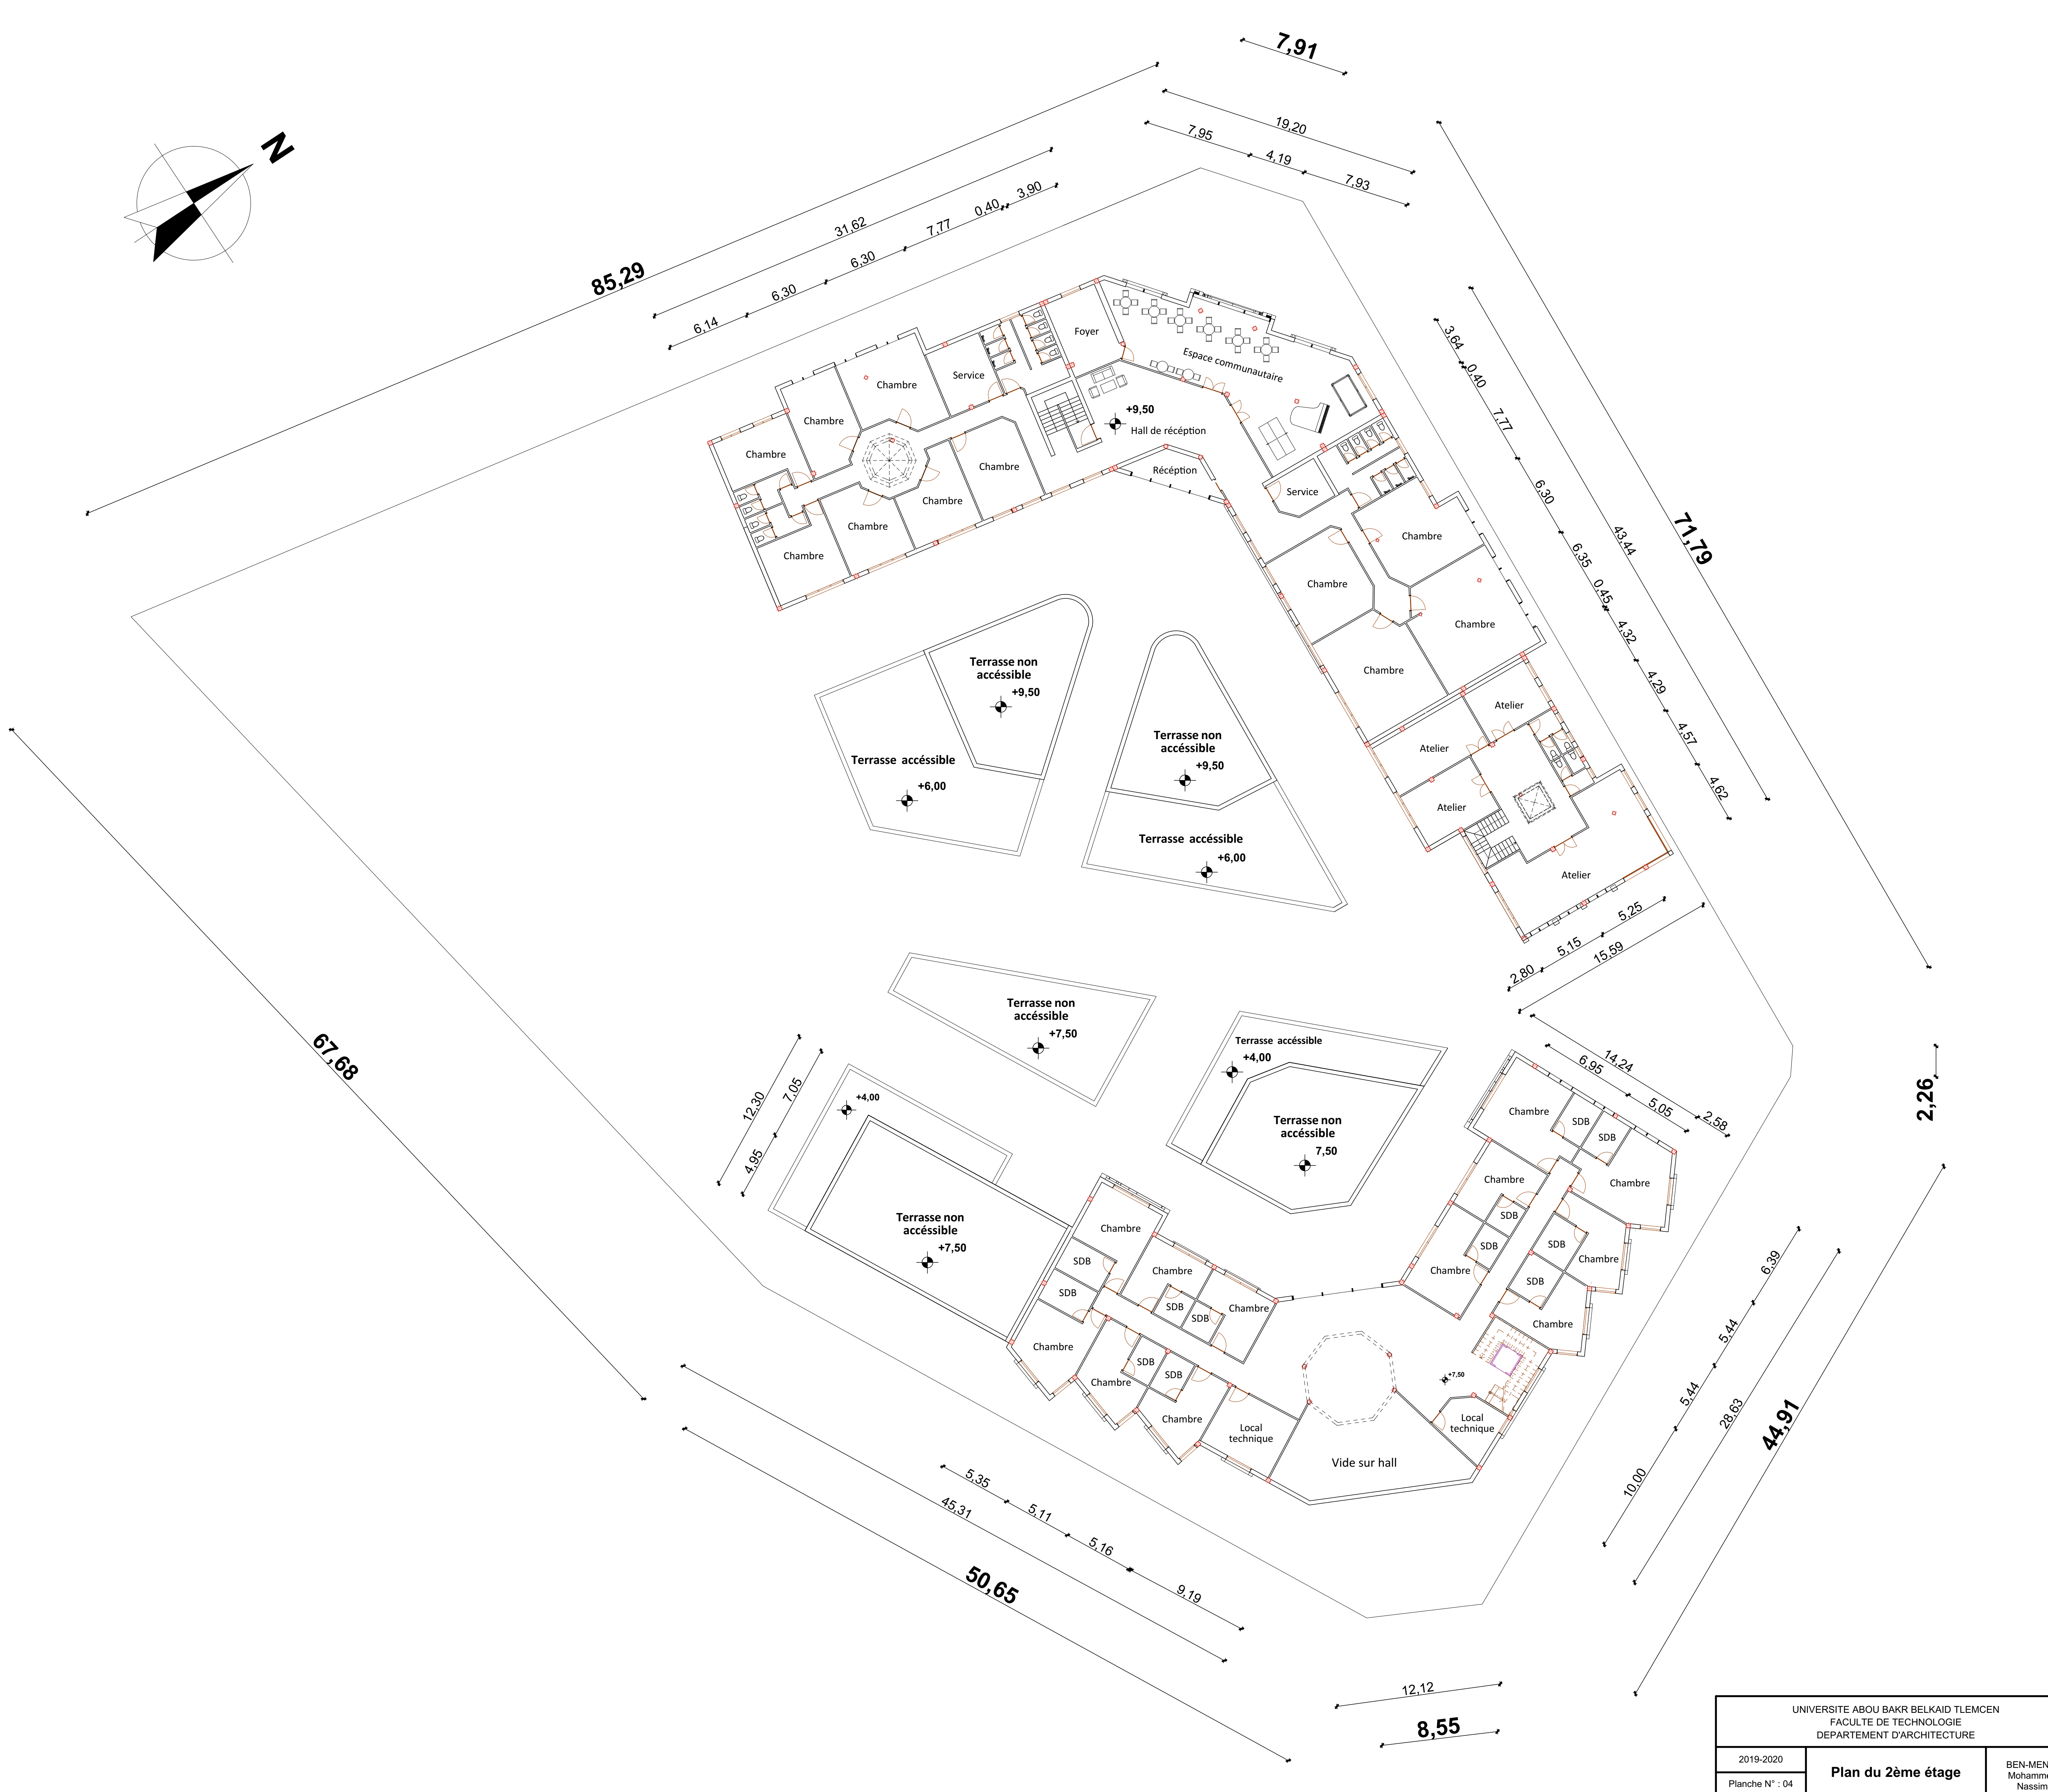 7,91
19,20
7,95
4,19
7,93
N
85,29
31,62
6,14
6,30
6,30
7,77
0,40
3,90
71,79
43,44
3,64
0,40
7,77
6,30
6,35
0,45
4,32
4,29
4,57
4,62
Foyer
Espace communautaire
Service
Chambre
Chambre
Chambre
+9,50
Hall de réception
Réception
Chambre
Chambre
Chambre
Chambre
Service
Chambre
Chambre
Chambre
Chambre
Atelier
Atelier
Atelier
Atelier
Terrasse non
accéssible
+9,50
Terrasse accéssible
+6,00
Terrasse non
accéssible
+9,50
Terrasse accéssible
+6,00
5,25
5,15
2,80
15,59
67,68
Terrasse non
accéssible
+7,50
Terrasse accéssible
+4,00
Terrasse non
accéssible
7,50
12,30
7,05
4,95
+4,00
Terrasse non
accéssible
+7,50
14,24
6,95
5,05
2,58
2,26
Chambre
SDB
SDB
Chambre
Chambre
SDB
SDB
Chambre
SDB
Chambre
SDB
Chambre
Chambre
SDB
SDB
Chambre
Chambre
SDB
SDB
Chambre
Chambre
SDB
SDB
Chambre
Local
technique
+7,50
Local
technique
Vide sur hall
6,39
5,44
5,44
10,00
28,63
44,91
5,35
5,11
5,16
9,19
45,31
50,65
12,12
8,55
UNIVERSITE ABOU BAKR BELKAID TLEMCEN
FACULTE DE TECHNOLOGIE
DEPARTEMENT D'ARCHITECTURE
2019-2020
Planche N° : 04
Plan du 2ème étage
BEN-MEN
Mohamme
Nassim